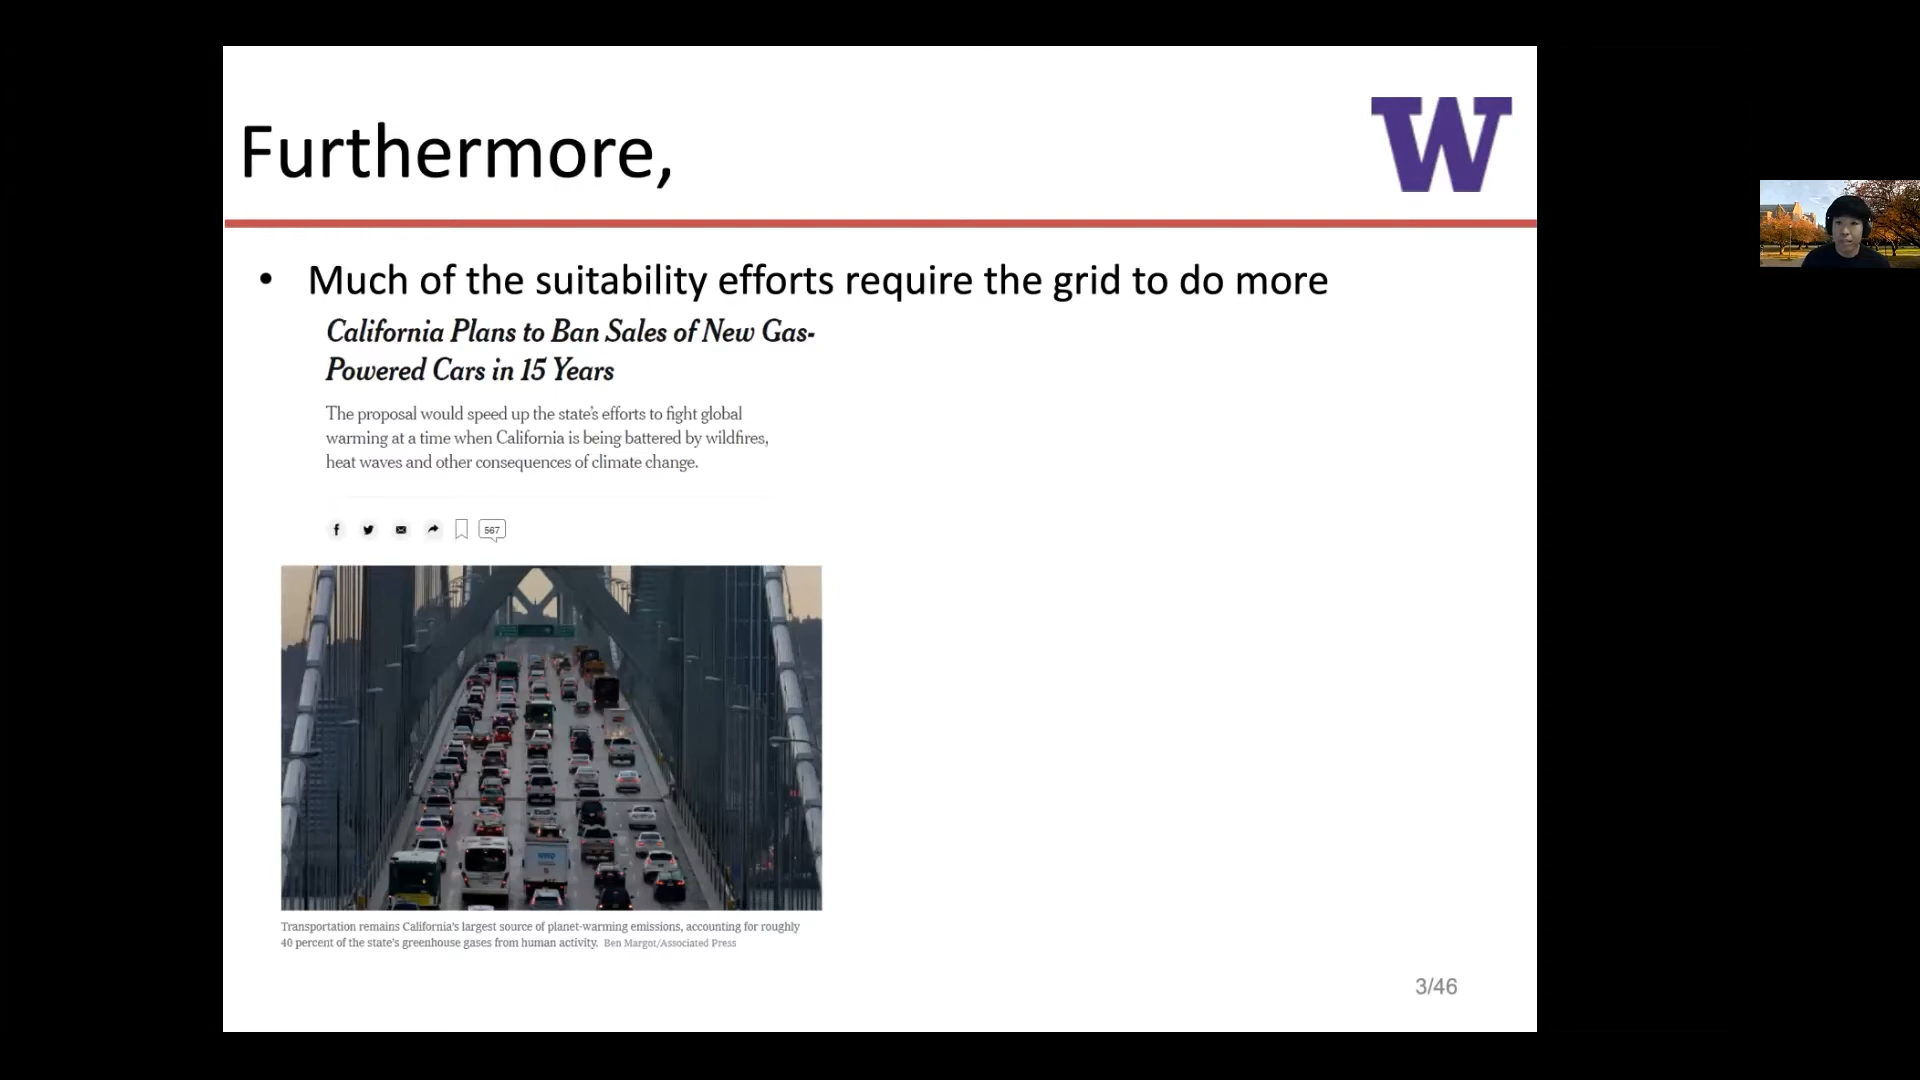 Furthermore,
W
• Much of the suitability efforts require the grid to do more
California Plans to Ban Sales of New Gas-
Powered Cars in 15 Years
The proposal would speed up the state's efforts to fight global
warming at a time when California is being battered by wildfires,
heat waves and other consequences of climate change.
567
Transportation remains California's largest source of planet-warming emissions, accounting for roughly
40 percent of the state's greenhouse gases from human activity. Ben Margot/Associated Press
3/46